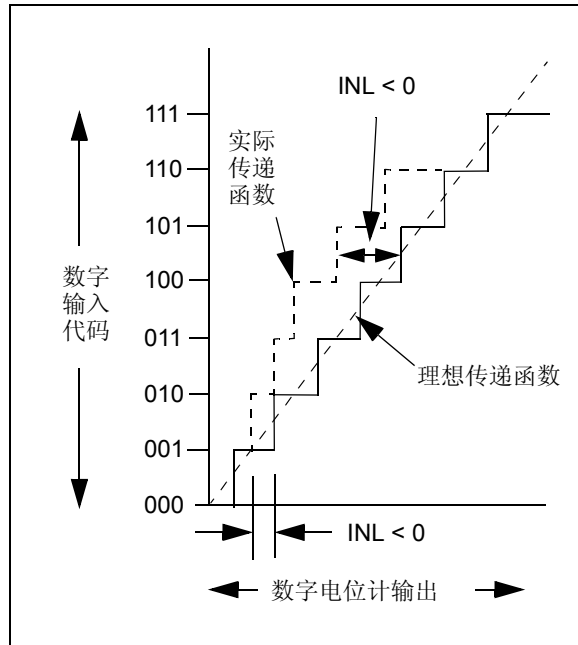 INL < 0
111
实际
传递
函数
110
101
数字
输入
代码
100
011
理想传递函数
010
001
000
INL < 0
数字电位计输出